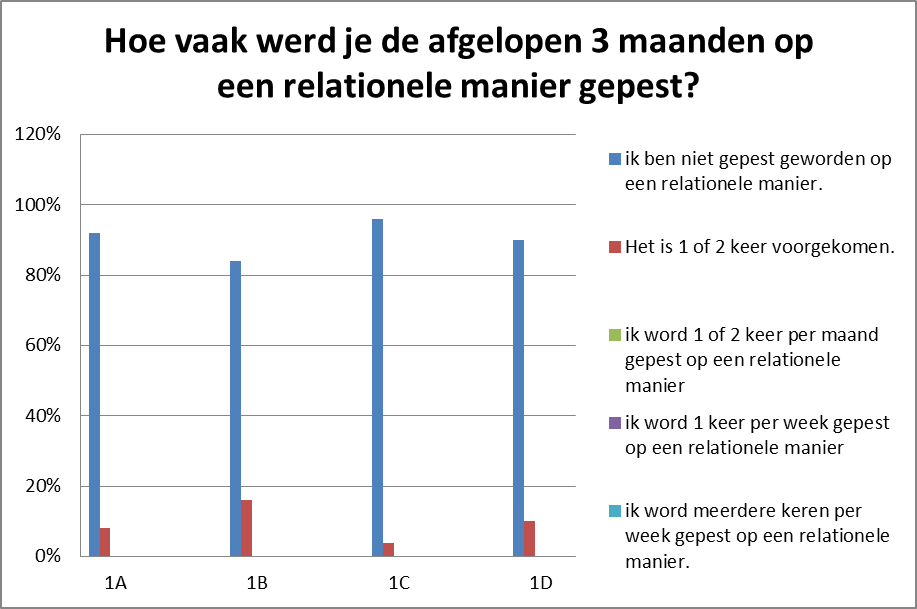 Hoe vaak werd je de afgelopen 3 maanden op
een relationele manier gepest?
120%
100%
80%
60%
40%
20%
0%
1A
1B
1C
1D
ik ben niet gepest geworden op
een relationele manier.
Het is 1 of 2 keer voorgekomen.
ik word 1 of 2 keer per maand
gepest op een relationele
manier
ik word 1 keer per week gepest
op een relationele manier
ik word meerdere keren per
week gepest op een relationele
manier.